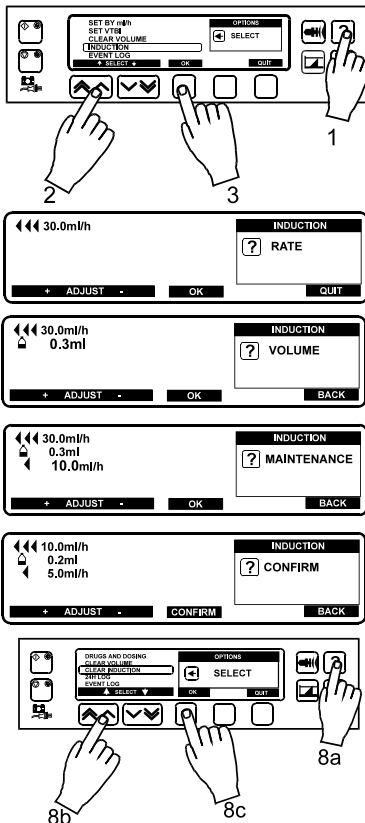 SET BY ml/h
SET VTBI
CLEAR VOLUME
INDUCTION
EVENT LOG
SELECT
OK
OPTIONS
SELECT
QUIT
?
1
2
3
30.0ml/h
+ ADJUST -
OK
INDUCTION
? RATE
QUIT
30.0ml/h
0.3ml
+ ADJUST -
OK
INDUCTION
? VOLUME
BACK
30.0ml/h
0.3ml
10.0ml/h
+ ADJUST -
OK
INDUCTION
? MAINTENANCE
BACK
10.0ml/h
0.2ml
5.0ml/h
+ ADJUST -
CONFIRM
INDUCTION
? CONFIRM
BACK
DRUGS AND DOSING
CLEAR VOLUME
CLEAR INDUCTION
24H LOG
EVENT LOG
SELECT
OPTIONS
SELECT
OK
QUIT
?
8a
8b
8c